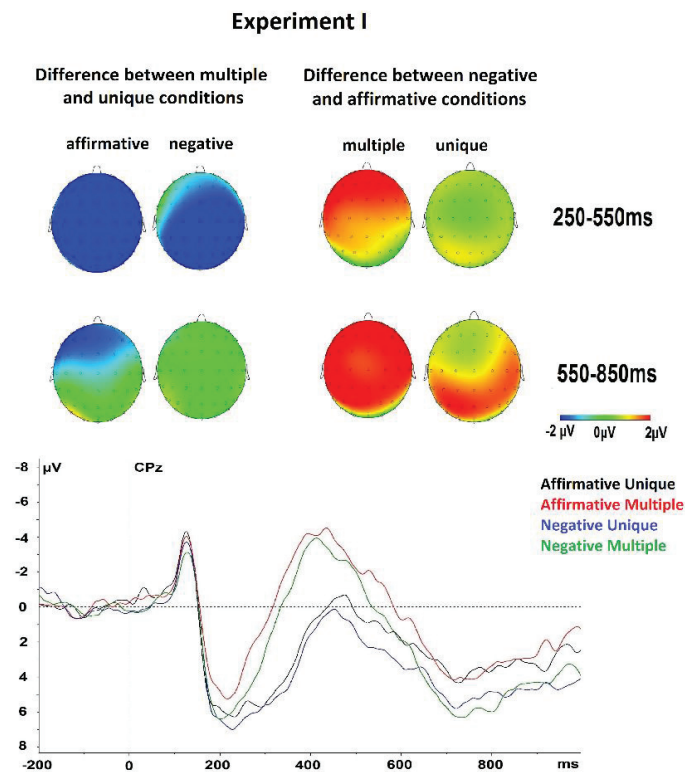 Experiment I
Difference between multiple
and unique conditions
Difference between negative
and affirmative conditions
affirmative
negative
multiple
unique
250-550ms
550-850ms
-2 µV
0µV
2µV
-8
µV
CPz
-6
-4
-2
0
2
4
6
8
-200
0
200
400
600
800
ms
Affirmative Unique
Affirmative Multiple
Negative Unique
Negative Multiple